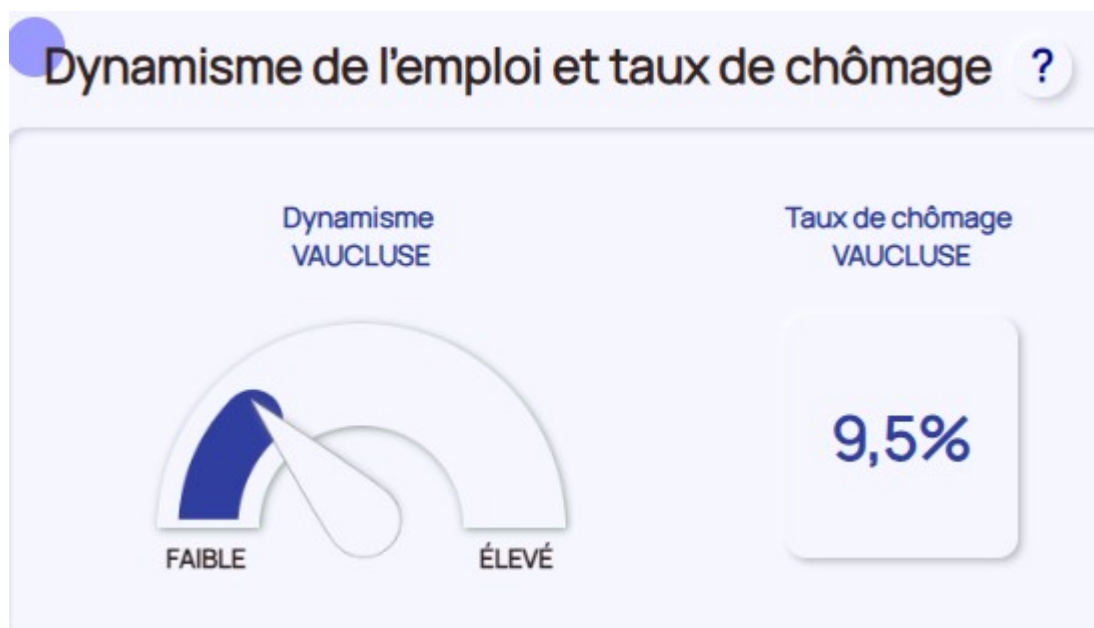 Dynamisme de l'emploi et taux de chômage ?
Dynamisme
VAUCLUSE
Taux de chômage
VAUCLUSE
9,5%
FAIBLE
ÉLEVÉ